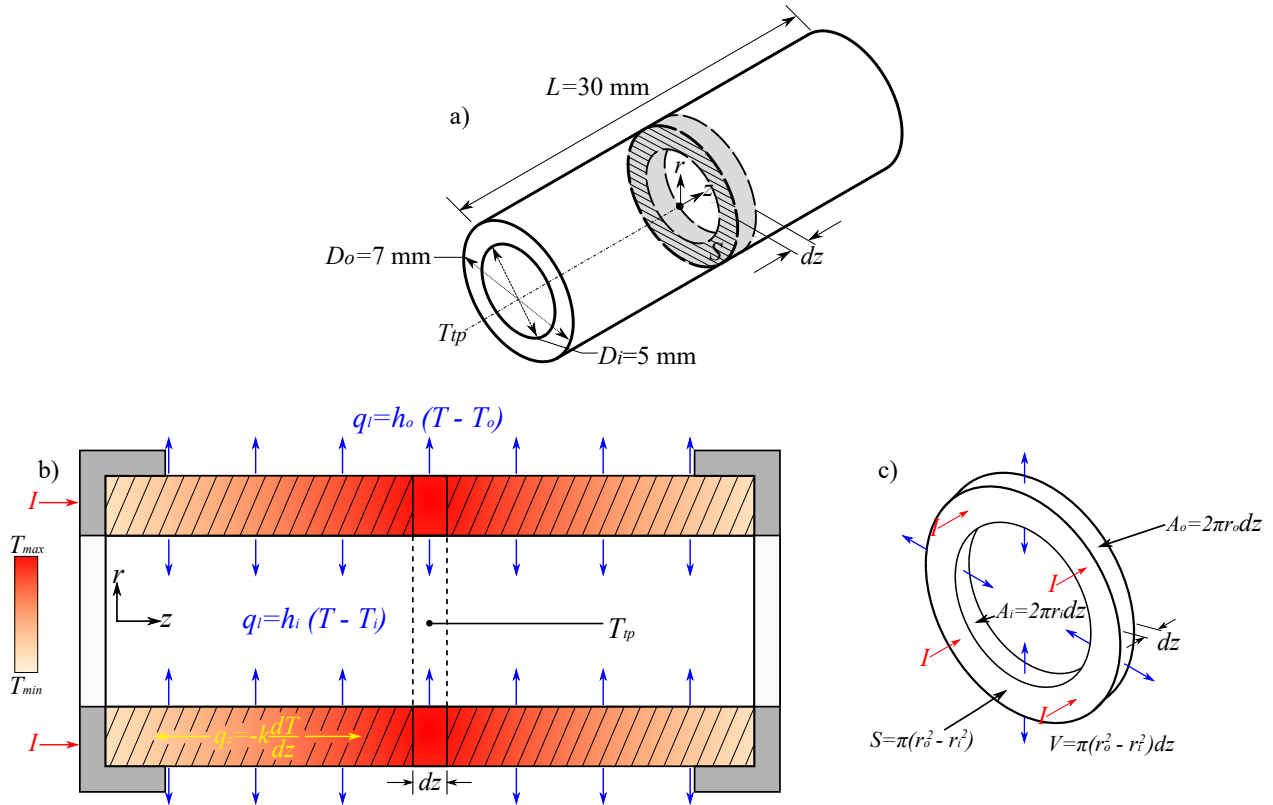 a)
L=30 mm
r
z
S
dz
Do=7 mm
Ttp
Di=5 mm
b)
ql=ho (T - To)
I
Tmax
r
z
ql=hi (T - Ti)
Ttp
Tmin
I
qz=-k dT/dz
dz
c)
I
Ao=2πrodz
I
Ai=2πridz
dz
I
I
S=π(ro² - ri²)
V=π(ro² - ri²)dz